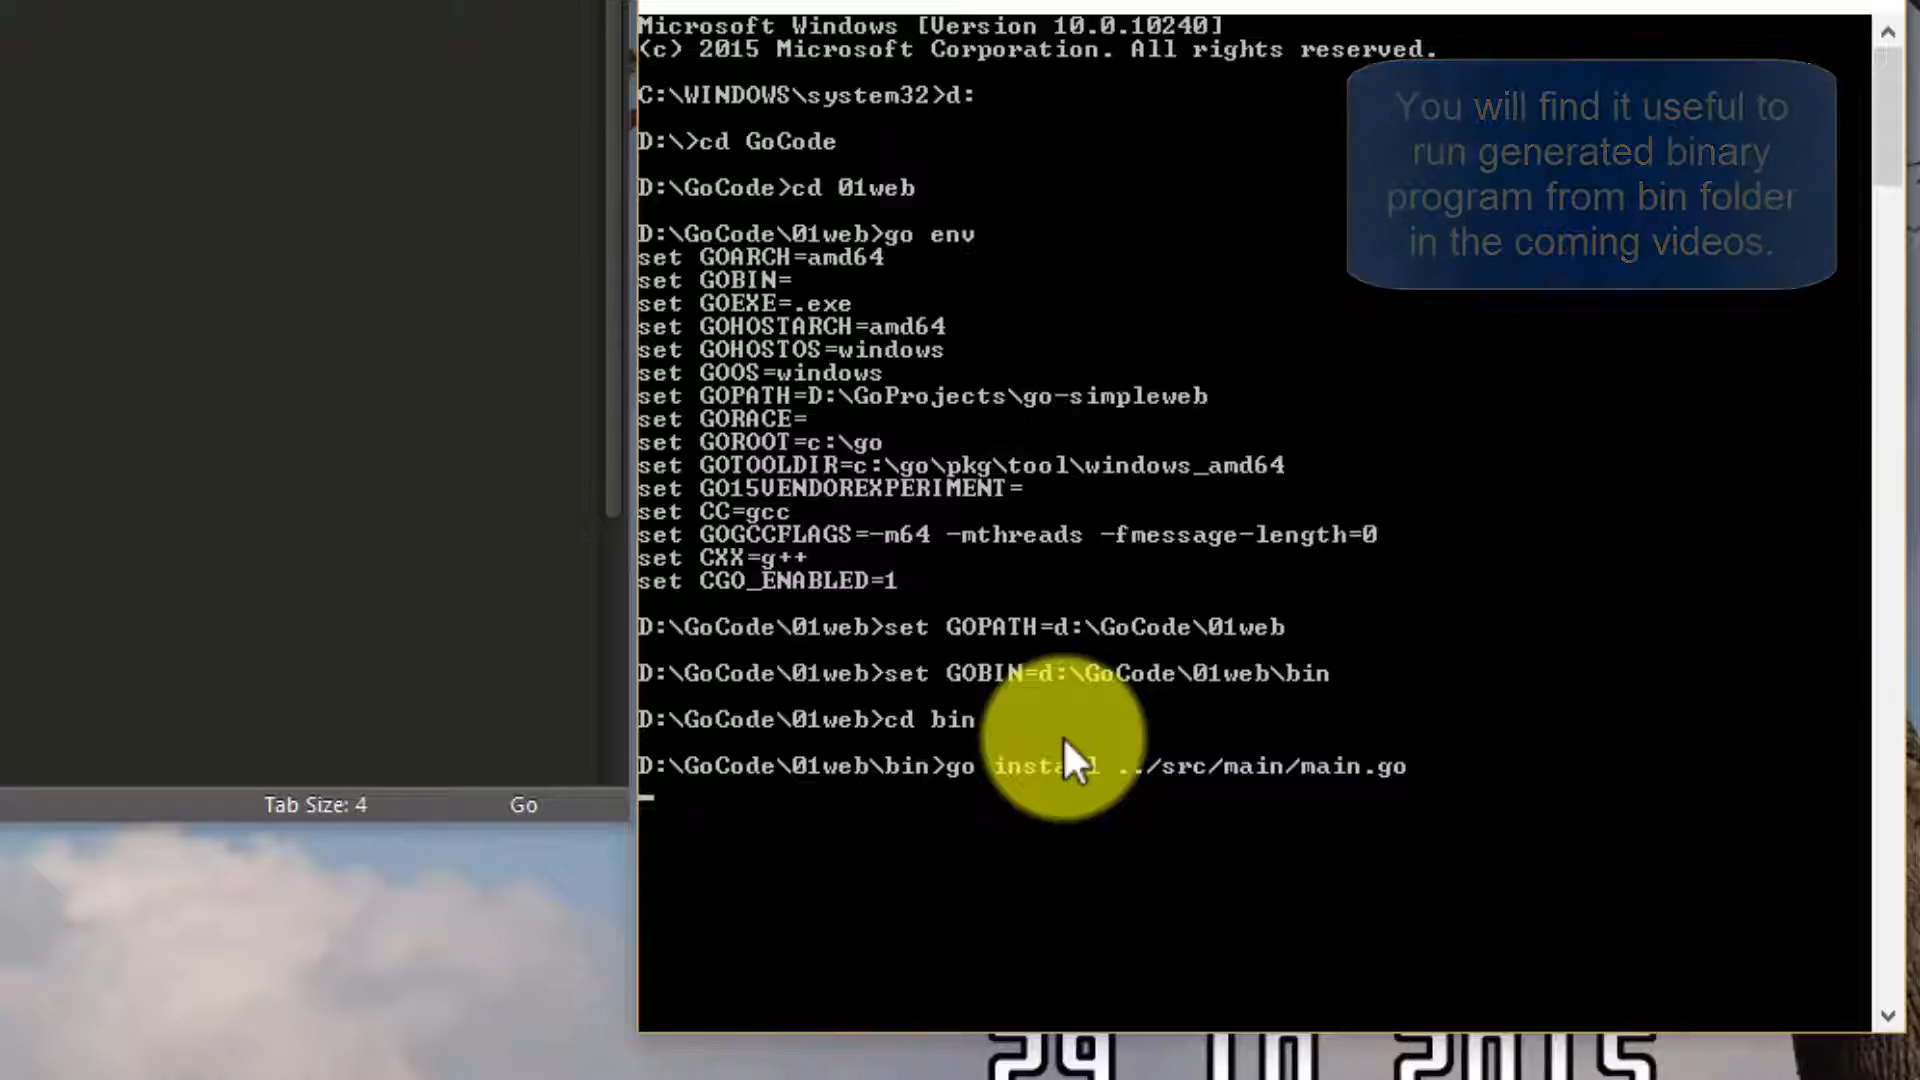 Microsoft Windows [Version 10.0.10240]
(c) 2015 Microsoft Corporation. All rights reserved.
C:\WINDOWS\system32>d:
D:\>cd GoCode
D:\GoCode>cd 01web
D:\GoCode\01web>go env
set GOARCH=amd64
set GOBIN=
set GOEXE=.exe
set GOHOSTARCH=amd64
set GOHOSTOS=windows
set GOOS=windows
set GOPATH=D:\GoProjects\go-simpleweb
set GORACE=
set GOROOT=c:\go
set GOTOOLDIR=c:\go\pkg\tool\windows_amd64
set GO15VENDOREXPERIMENT=
set CC=gcc
set GOGCCFLAGS=-m64 -mthreads -fmessage-length=0
set CXX=g++
set CGO_ENABLED=1
D:\GoCode\01web>set GOPATH=d:\GoCode\01web
D:\GoCode\01web>set GOBIN=d:\GoCode\01web\bin
D:\GoCode\01web>cd bin
D:\GoCode\01web\bin>go install ../src/main/main.go
You will find it useful to
run generated binary
program from bin folder
in the coming videos.
Tab Size: 4
Go
29 10 2015